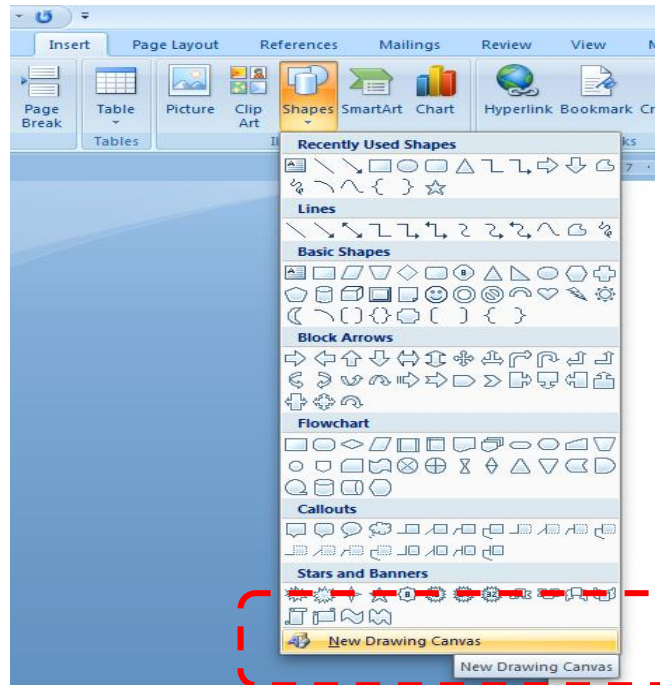 Insert Page Layout References Mailings Review View
Page Break Table Picture Clip Art Shapes SmartArt Chart Hyperlink Bookmark
Tables
Recently Used Shapes
7
Lines
Basic Shapes
Block Arrows
Flowchart
Callouts
Stars and Banners
New Drawing Canvas
New Drawing Canvas